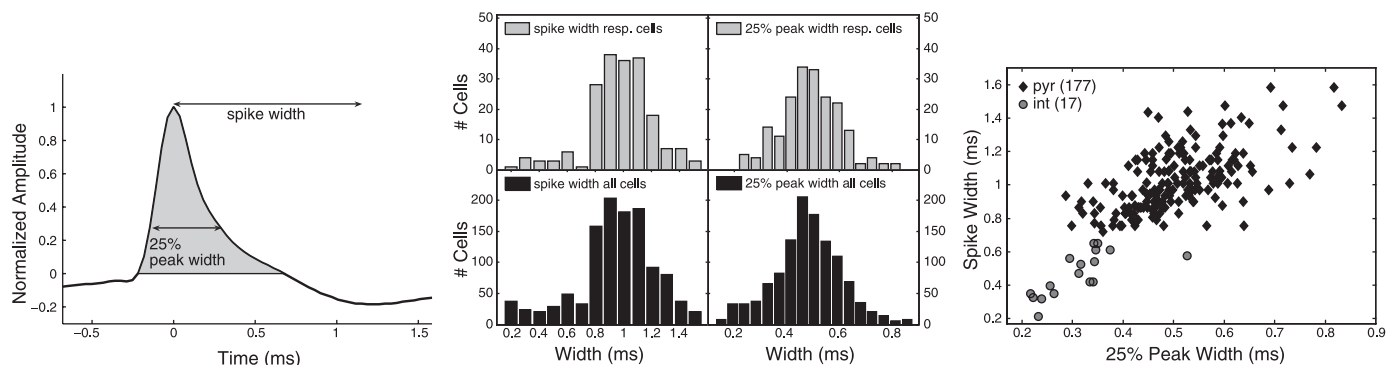 Normalized Amplitude
1
0.8
0.6
0.4
0.2
0
−0.2
spike width
25%
peak width
−0.5 0 0.5 1 1.5
Time (ms)
# Cells
50
40
30
20
10
0
spike width resp. cells
25% peak width resp. cells
50
40
30
20
10
0
# Cells
200
150
100
50
0
spike width all cells
25% peak width all cells
200
150
100
50
0
0.2 0.4 0.6 0.8 1 1.2 1.4
Width (ms)
0.2 0.4 0.6 0.8
Width (ms)
Spike Width (ms)
1.6
1.4
1.2
1
0.8
0.6
0.4
0.2
pyr (177)
int (17)
0.2 0.3 0.4 0.5 0.6 0.7 0.8 0.9
25% Peak Width (ms)